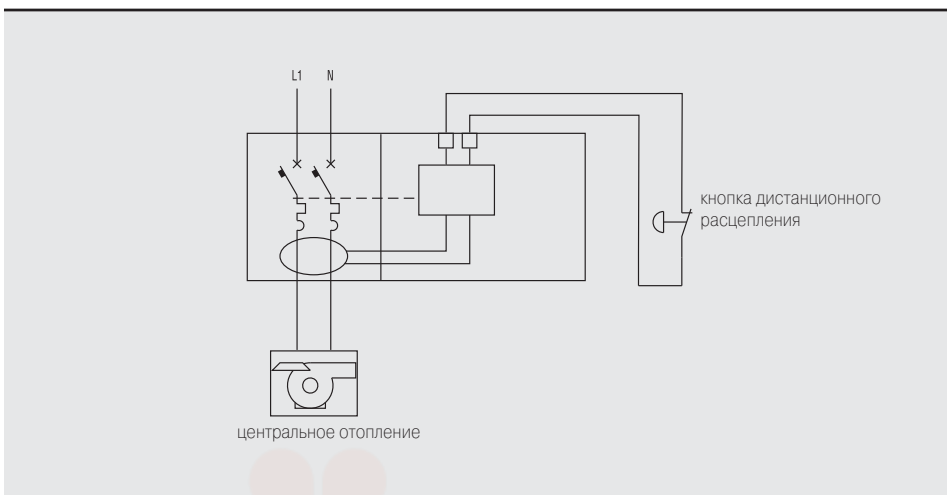 L1 N
кнопка дистанционного
расцепления
центральное отопление